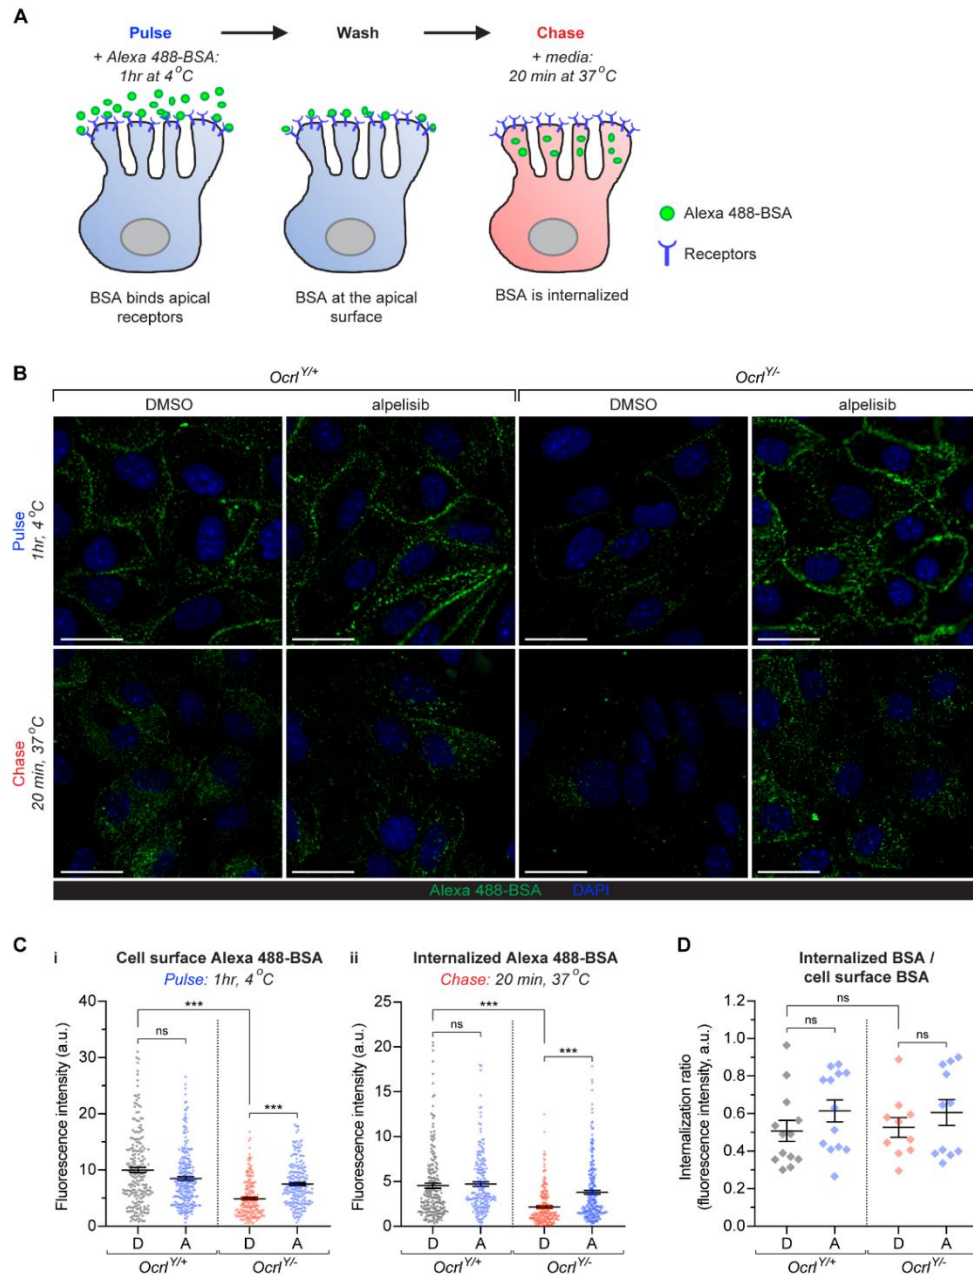 A
Pulse
Wash
Chase
+ Alexa 488-BSA:
1hr at 4°C
+ media:
20 min at 37°C
Alexa 488-BSA
Receptors
BSA binds apical
receptors
BSA at the apical
surface
BSA is internalized
B
Ocrl Y/+
Ocrl Y/-
DMSO
alpelisib
DMSO
alpelisib
Pulse
1hr, 4°C
Chase
20 min, 37°C
Alexa 488-BSA DAPI
C
i
Cell surface Alexa 488-BSA
Pulse: 1hr, 4°C
Fluorescence intensity (a.u.)
40
30
20
10
0
ns
***
***
D A D A
Ocrl Y/+ Ocrl Y/-
ii
Internalized Alexa 488-BSA
Chase: 20 min, 37°C
Fluorescence intensity (a.u.)
25
20
15
10
5
0
***
ns
***
D A D A
Ocrl Y/+ Ocrl Y/-
D
Internalized BSA /
cell surface BSA
Internalization ratio
(fluorescence intensity, a.u.)
1.2
1.0
0.8
0.6
0.4
0.2
0.0
ns
ns
ns
D A D A
Ocrl Y/+ Ocrl Y/-